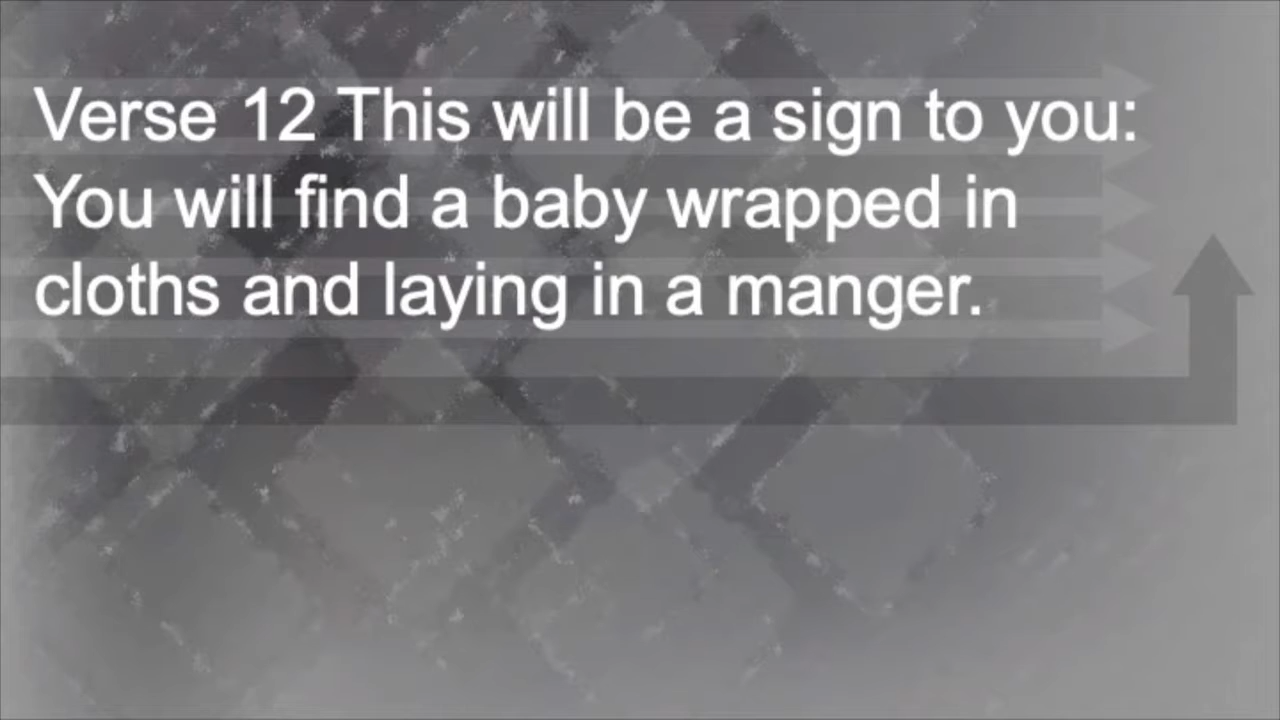 Verse 12 This will be a sign to you:
You will find a baby wrapped in
cloths and laying in a manger.